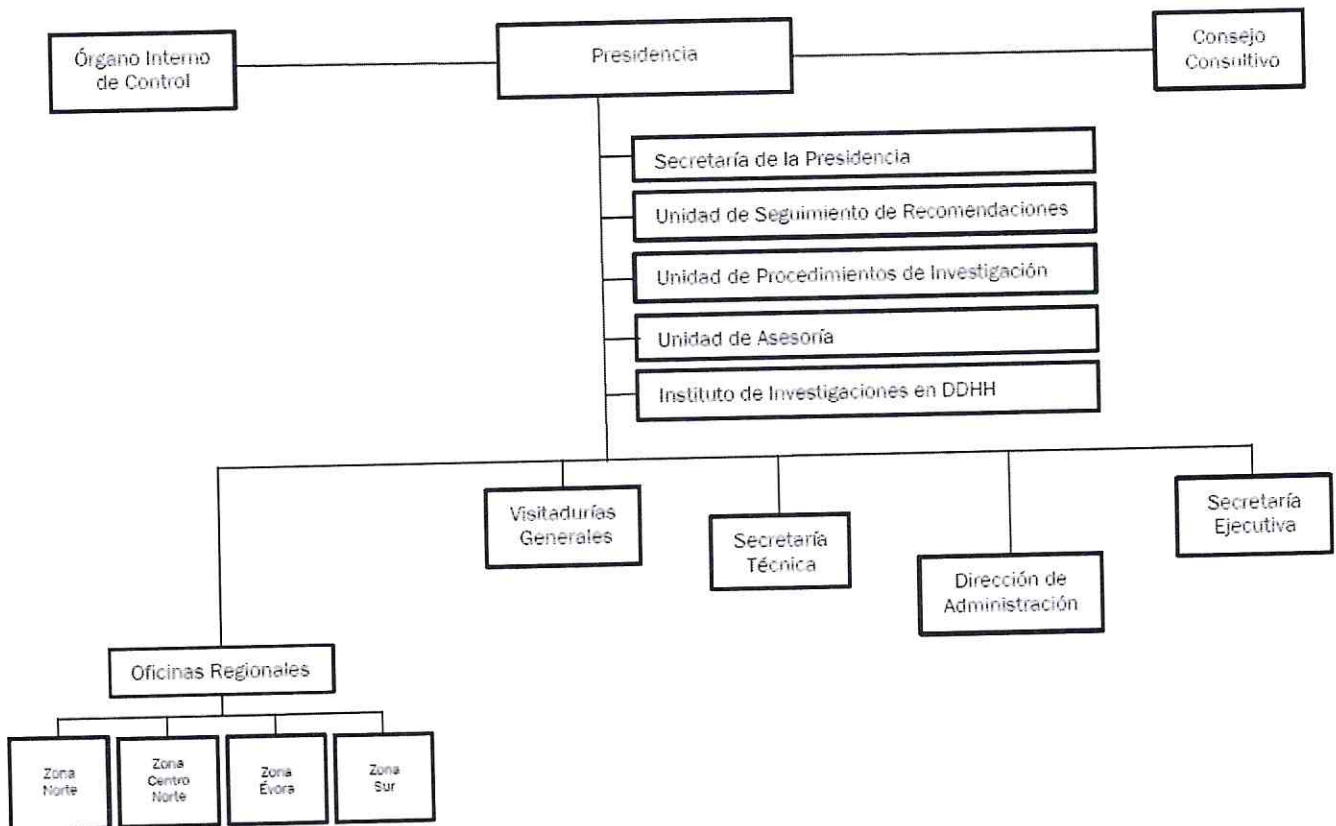 Órgano Interno
de Control
Presidencia
Consejo
Consultivo
Secretaría de la Presidencia
Unidad de Seguimiento de Recomendaciones
Unidad de Procedimientos de Investigación
Unidad de Asesoría
Instituto de Investigaciones en DDHH
Visitadurías
Generales
Secretaría
Técnica
Dirección de
Administración
Secretaría
Ejecutiva
Oficinas Regionales
Zona
Norte
Zona
Centro
Norte
Zona
Évora
Zona
Sur